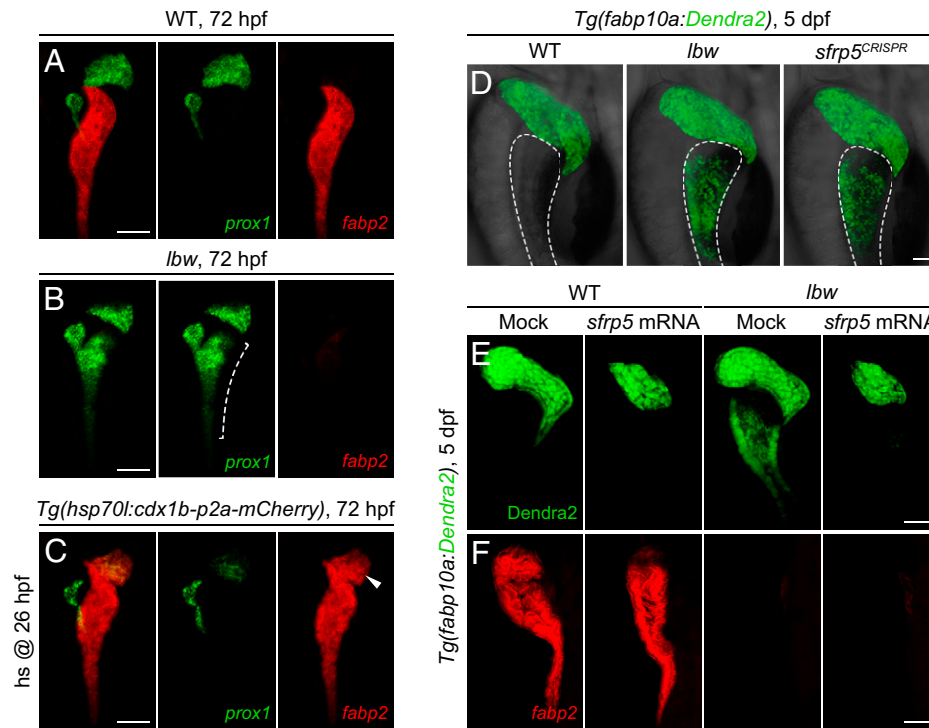 WT, 72 hpf
A
prox1
fabp2
lbw, 72 hpf
B
prox1
fabp2
Tg(hsp70l:cdx1b-p2a-mCherry), 72 hpf
hs @ 26 hpf
C
prox1
fabp2
Tg(fabp10a:Dendra2), 5 dpf
WT
lbw
sfrp5CRISPR
D
WT
lbw
Mock
sfrp5 mRNA
Mock
sfrp5 mRNA
Tg(fabp10a:Dendra2), 5 dpf
E
Dendra2
F
fabp2